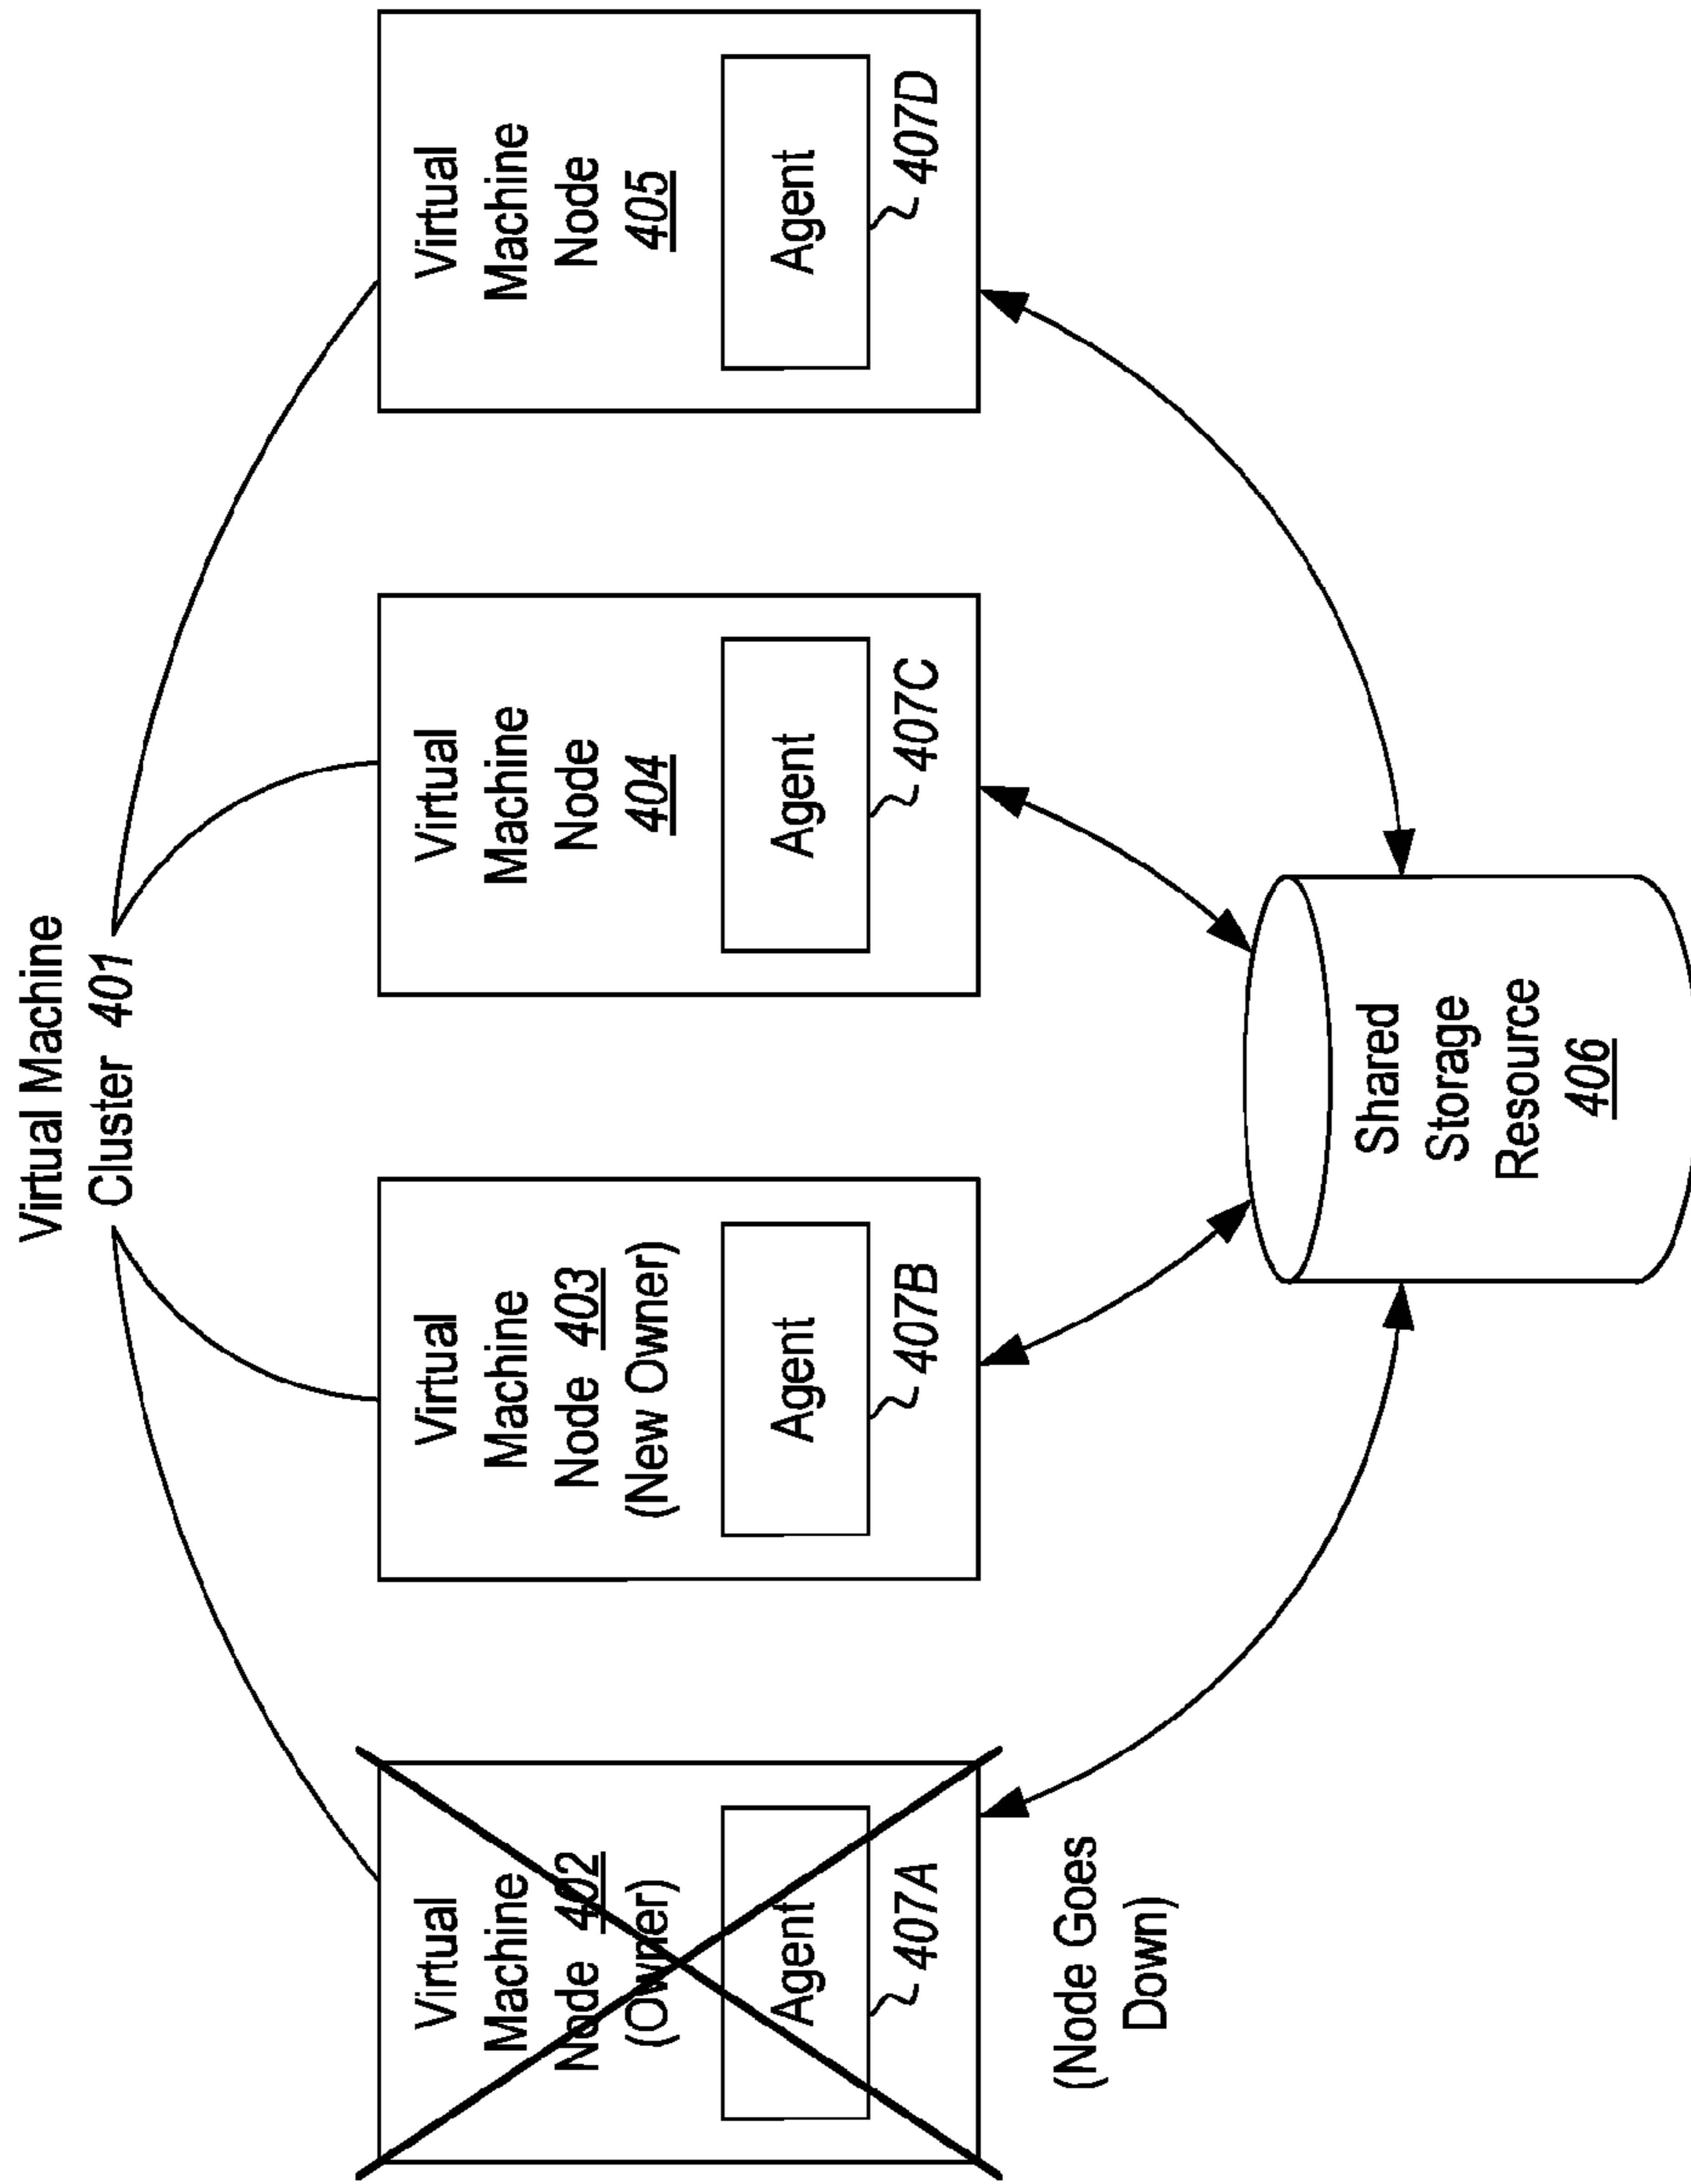 Virtual Machine
Cluster 401
Virtual
Machine
Node 402
(Owner)
Agent
407A
(Node Goes
Down)
Virtual
Machine
Node 403
(New Owner)
Agent
407B
Virtual
Machine
Node
404
Agent
407C
Virtual
Machine
Node
405
Agent
407D
Shared
Storage
Resource
406